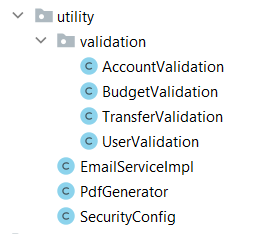 utility
validation
C AccountValidation
C BudgetValidation
C TransferValidation
C UserValidation
C EmailServiceImpl
C PdfGenerator
C SecurityConfig